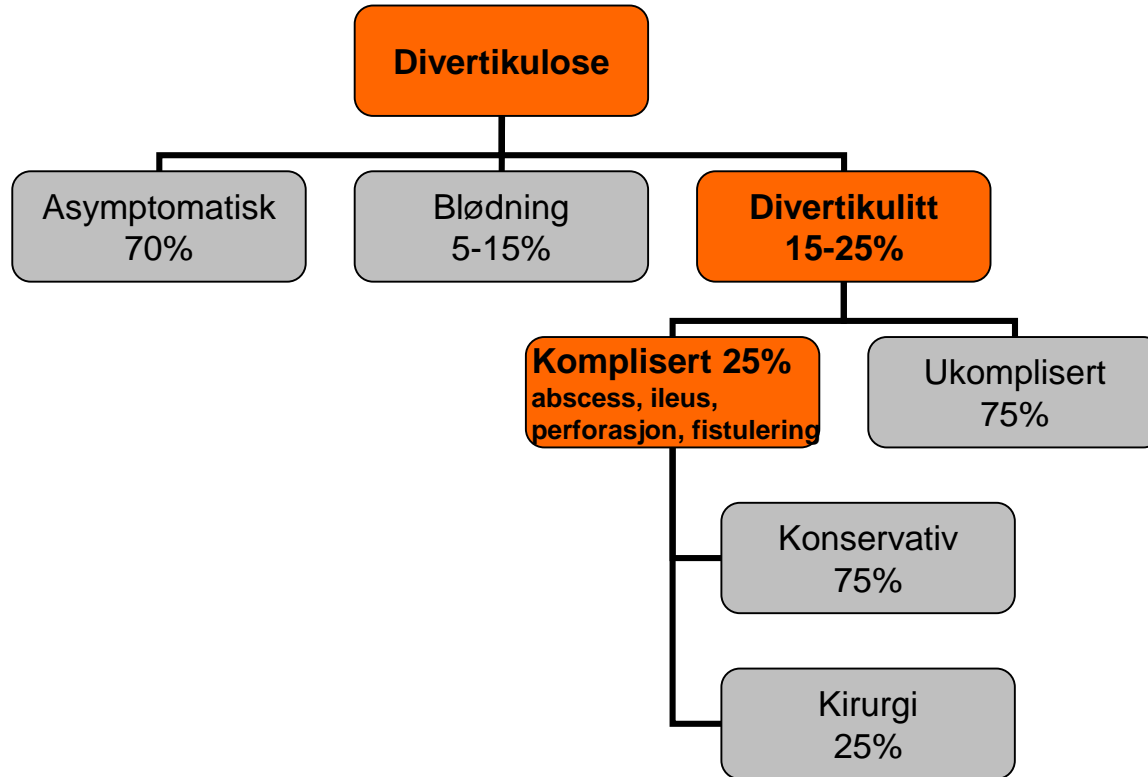 Divertikulose
Asymptomatisk
70%
Blødning
5-15%
Divertikulitt
15-25%
Komplisert 25%
abscess, ileus,
perforasjon, fistulering
Ukomplisert
75%
Konservativ
75%
Kirurgi
25%